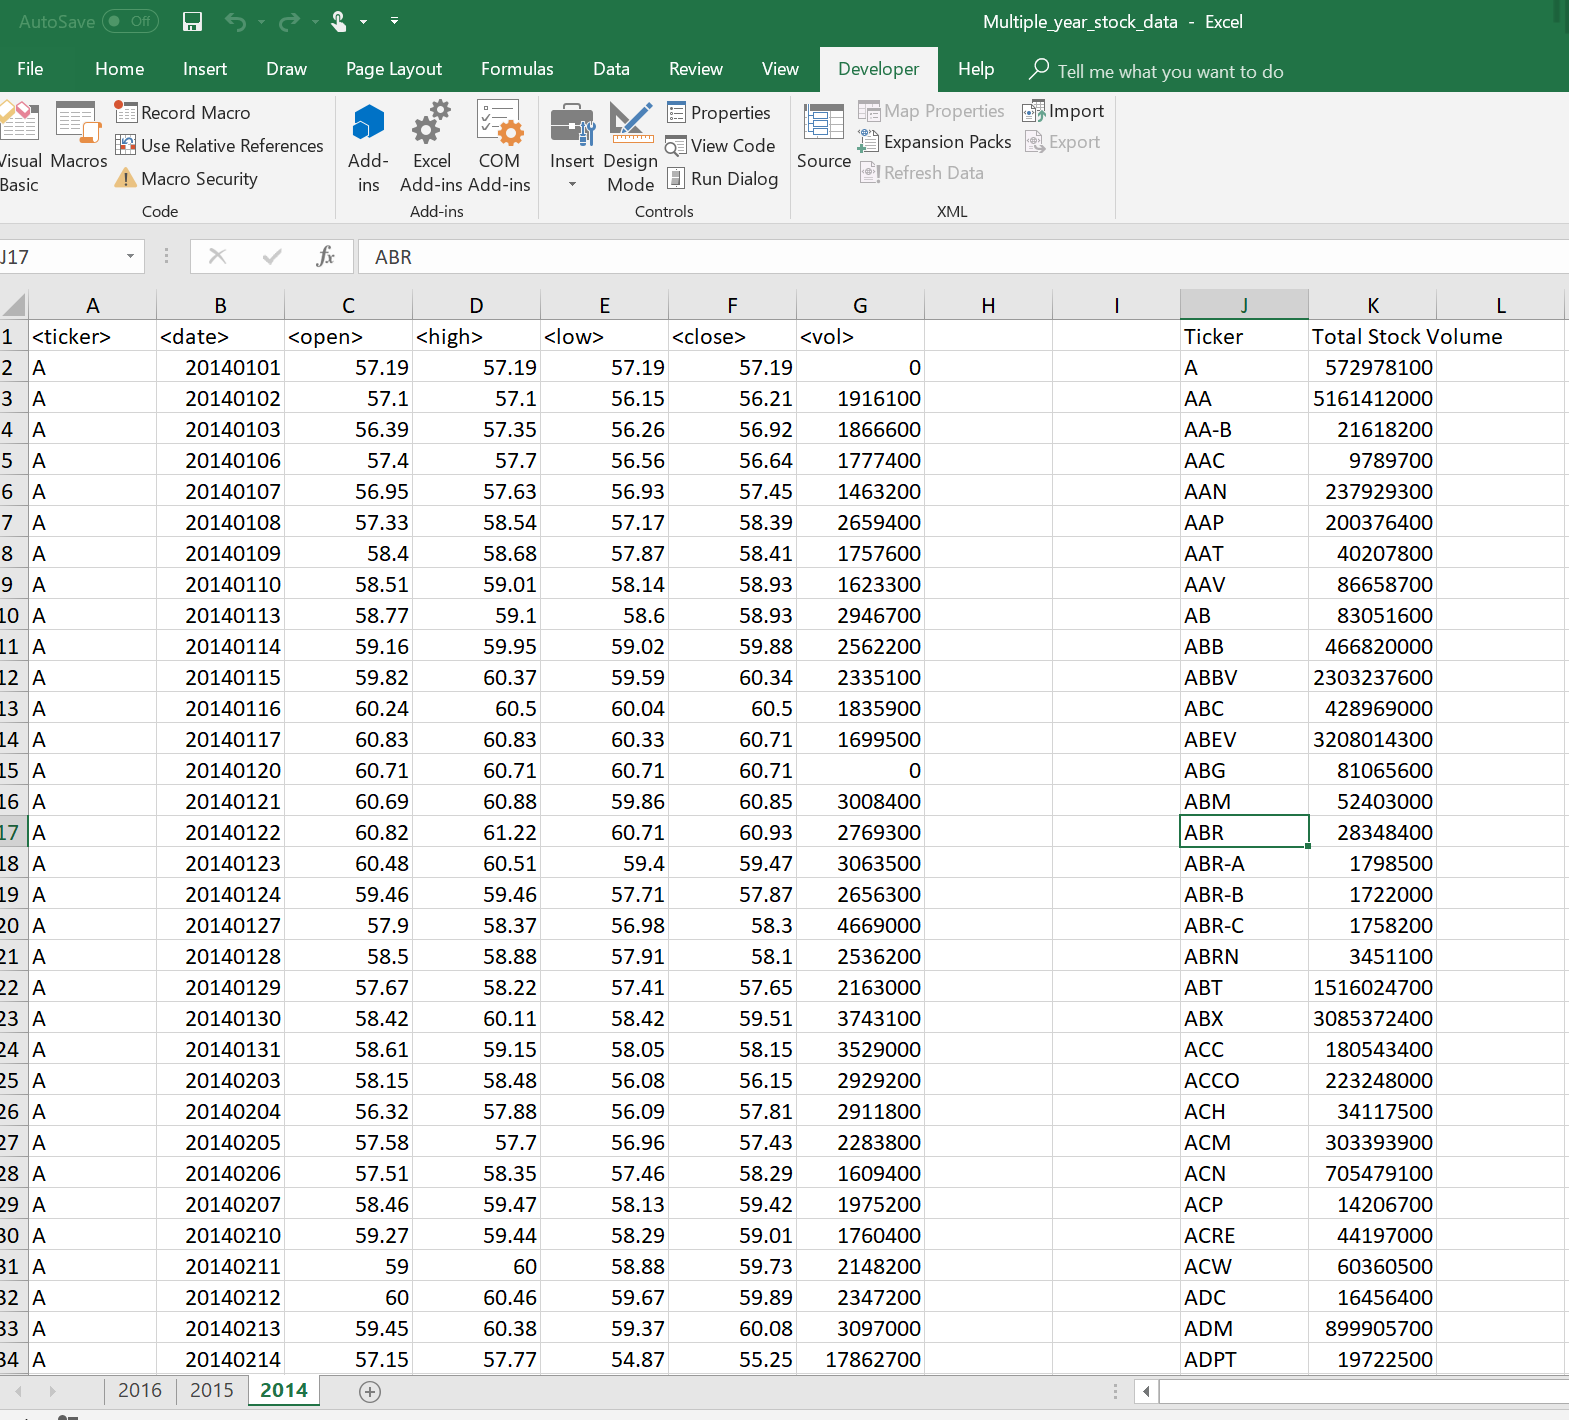 AutoSave Off Multiple_year_stock_data - Excel
File Home Insert Draw Page Layout Formulas Data Review View Developer Help Tell me what you want to do
Visual Basic Macros Record Macro Use Relative References Macro Security
Code
Add-ins Excel Add-ins COM Add-ins
Add-ins
Insert Design Mode Properties View Code Run Dialog
Controls
Source Map Properties Expansion Packs Refresh Data Import Export
XML
J17 fx ABR
A B C D E F G H I J K L
1 <ticker> <date> <open> <high> <low> <close> <vol> Ticker Total Stock Volume
2 A 20140101 57.19 57.19 57.19 57.19 0 A 572978100
3 A 20140102 57.1 57.1 56.15 56.21 1916100 AA 5161412000
4 A 20140103 56.39 57.35 56.26 56.92 1866600 AA-B 21618200
5 A 20140106 57.4 57.7 56.56 56.64 1777400 AAC 9789700
6 A 20140107 56.95 57.63 56.93 57.45 1463200 AAN 237929300
7 A 20140108 57.33 58.54 57.17 58.39 2659400 AAP 200376400
8 A 20140109 58.4 58.68 57.87 58.41 1757600 AAT 40207800
9 A 20140110 58.51 59.01 58.14 58.93 1623300 AAV 86658700
10 A 20140113 58.77 59.1 58.6 58.93 2946700 AB 83051600
11 A 20140114 59.16 59.95 59.02 59.88 2562200 ABB 466820000
12 A 20140115 59.82 60.37 59.59 60.34 2335100 ABBV 2303237600
13 A 20140116 60.24 60.5 60.04 60.5 1835900 ABC 428969000
14 A 20140117 60.83 60.83 60.33 60.71 1699500 ABEV 3208014300
15 A 20140120 60.71 60.71 60.71 60.71 0 ABG 81065600
16 A 20140121 60.69 60.88 59.86 60.85 3008400 ABM 52403000
17 A 20140122 60.82 61.22 60.71 60.93 2769300 ABR 28348400
18 A 20140123 60.48 60.51 59.4 59.47 3063500 ABR-A 1798500
19 A 20140124 59.46 59.46 57.71 57.87 2656300 ABR-B 1722000
20 A 20140127 57.9 58.37 56.98 58.3 4669000 ABR-C 1758200
21 A 20140128 58.5 58.88 57.91 58.1 2536200 ABRN 3451100
22 A 20140129 57.67 58.22 57.41 57.65 2163000 ABT 1516024700
23 A 20140130 58.42 60.11 58.42 59.51 3743100 ABX 3085372400
24 A 20140131 58.61 59.15 58.05 58.15 3529000 ACC 180543400
25 A 20140203 58.15 58.48 56.08 56.15 2929200 ACCO 223248000
26 A 20140204 56.32 57.88 56.09 57.81 2911800 ACH 34117500
27 A 20140205 57.58 57.7 56.96 57.43 2283800 ACM 303393900
28 A 20140206 57.51 58.35 57.46 58.29 1609400 ACN 705479100
29 A 20140207 58.46 59.47 58.13 59.42 1975200 ACP 14206700
30 A 20140210 59.27 59.44 58.29 59.01 1760400 ACRE 44197000
31 A 20140211 59 60 58.88 59.73 2148200 ACW 60360500
32 A 20140212 60 60.46 59.67 59.89 2347200 ADC 16456400
33 A 20140213 59.45 60.38 59.37 60.08 3097000 ADM 899905700
34 A 20140214 57.15 57.77 54.87 55.25 17862700 ADPT 19722500
2016 2015 2014